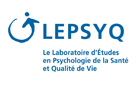 LEPSYQ
Le Laboratoire d'Études
en Psychologie de la Santé
et Qualité de Vie